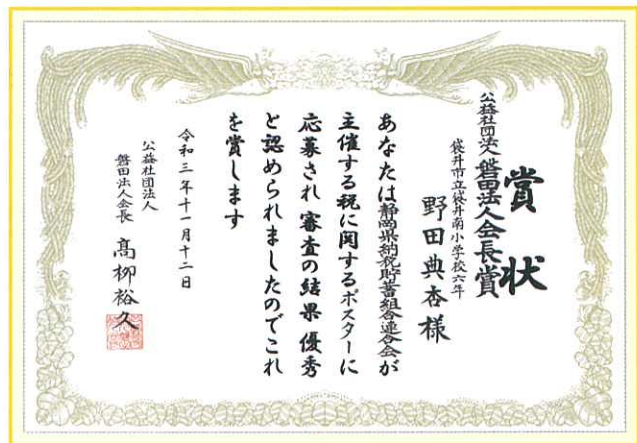 賞状
公益社団法人磐田法人会長賞
袋井市立袋井南小学校六年
野田典杏様
あなたは静岡県納税貯蓄組合連合会が
主催する税に関するポスターに
応募され審査の結果優秀
と認められましたのでこれ
を賞します
令和三年十一月十二日
公益社団法人
磐田法人会長 髙柳裕久